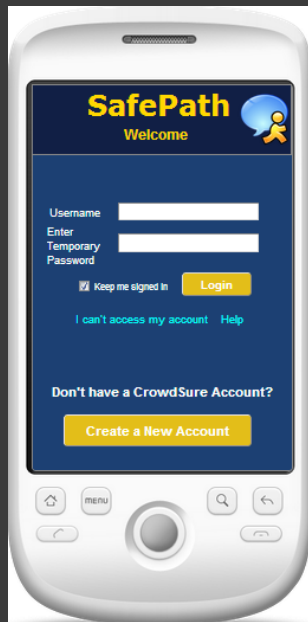 SafePath
Welcome
Username
Enter
Temporary
Password
Keep me signed in
Login
I can't access my account Help
Don't have a CrowdSure Account?
Create a New Account
MENU